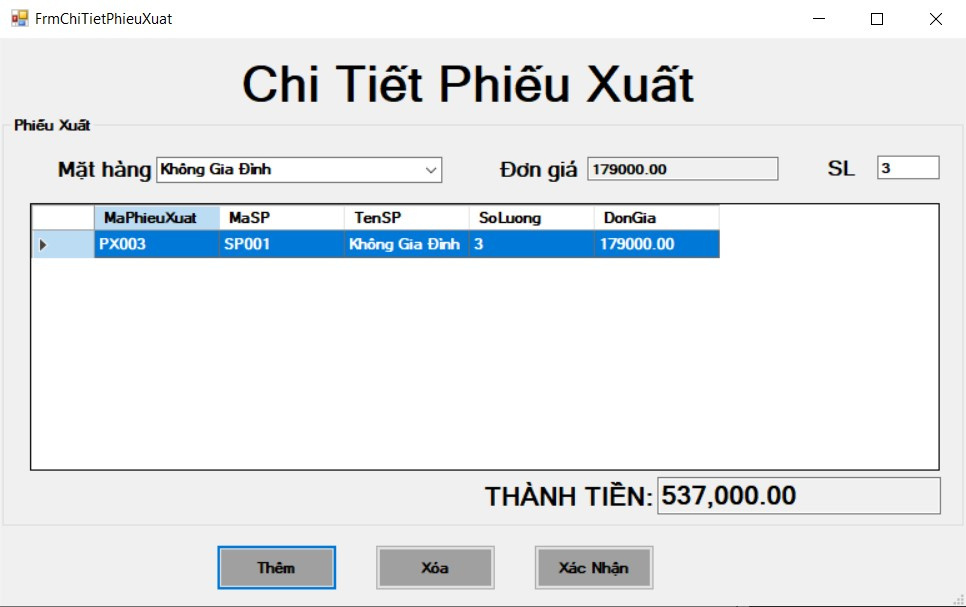 FrmChiTietPhieuXuat
Chi Tiết Phiếu Xuất
Phiếu Xuất
Mặt hàng Không Gia Đình Đơn giá 179000.00 SL 3
MaPhieuXuat MaSP TenSP SoLuong DonGia
PX003 SP001 Không Gia Đình 3 179000.00
THÀNH TIỀN: 537,000.00
Thêm Xóa Xác Nhận